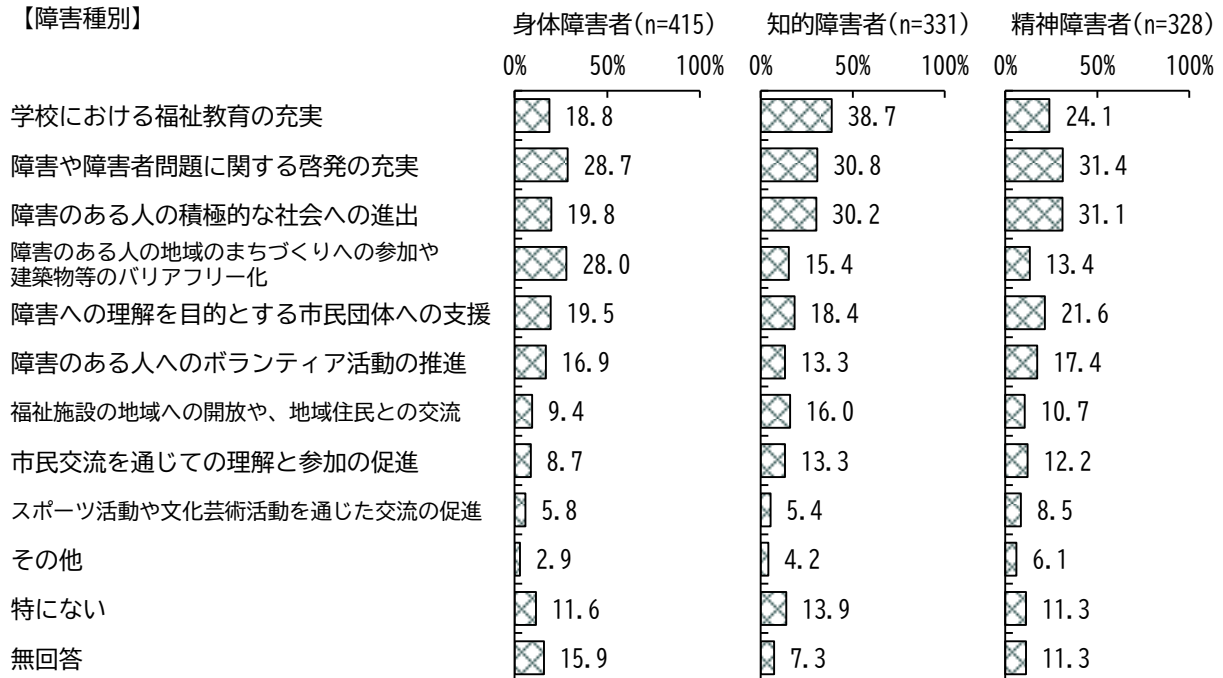 【障害種別】
身体障害者(n=415) 知的障害者(n=331) 精神障害者(n=328)
0% 50% 100% 0% 50% 100% 0% 50% 100%
学校における福祉教育の充実 18.8 38.7 24.1
障害や障害者問題に関する啓発の充実 28.7 30.8 31.4
障害のある人の積極的な社会への進出 19.8 30.2 31.1
障害のある人の地域のまちづくりへの参加や
建築物等のバリアフリー化 28.0 15.4 13.4
障害への理解を目的とする市民団体への支援 19.5 18.4 21.6
障害のある人へのボランティア活動の推進 16.9 13.3 17.4
福祉施設の地域への開放や、地域住民との交流 9.4 16.0 10.7
市民交流を通じての理解と参加の促進 8.7 13.3 12.2
スポーツ活動や文化芸術活動を通じた交流の促進 5.8 5.4 8.5
その他 2.9 4.2 6.1
特にない 11.6 13.9 11.3
無回答 15.9 7.3 11.3